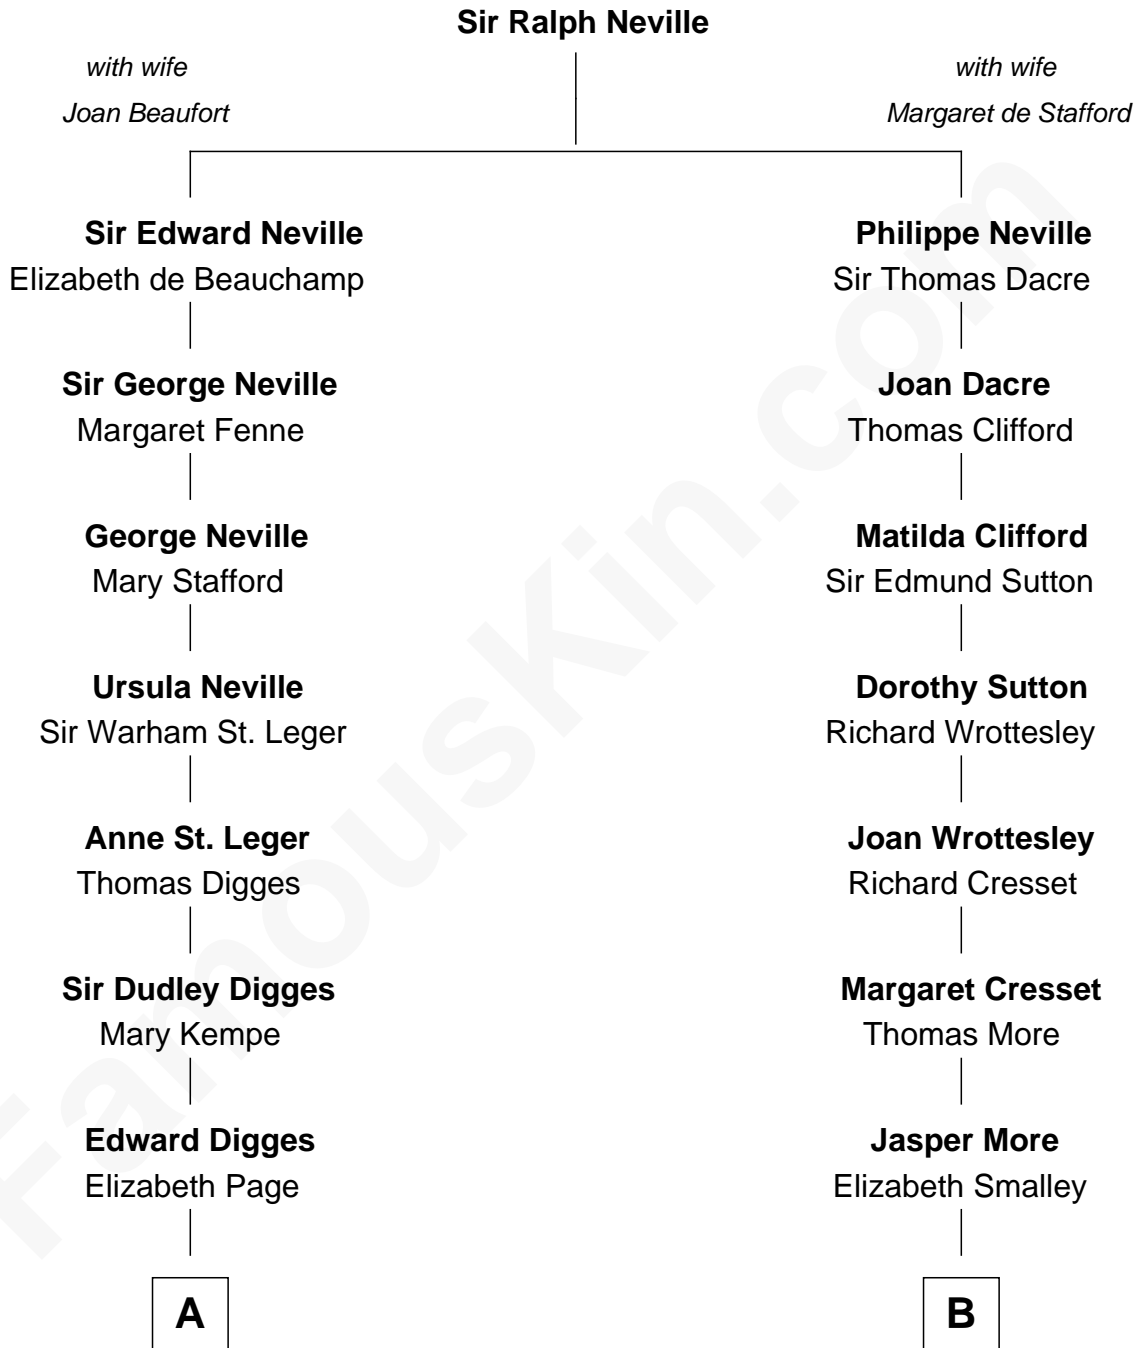 Sir Ralph Neville
with wife
Joan Beaufort
with wife
Margaret de Stafford
Sir Edward Neville
Elizabeth de Beauchamp
Philippe Neville
Sir Thomas Dacre
Sir George Neville
Margaret Fenne
Joan Dacre
Thomas Clifford
George Neville
Mary Stafford
Matilda Clifford
Sir Edmund Sutton
Ursula Neville
Sir Warham St. Leger
Dorothy Sutton
Richard Wrottesley
Anne St. Leger
Thomas Digges
Joan Wrottesley
Richard Cresset
Sir Dudley Digges
Mary Kempe
Margaret Cresset
Thomas More
Edward Digges
Elizabeth Page
Jasper More
Elizabeth Smalley
A
B
FamousKin.com